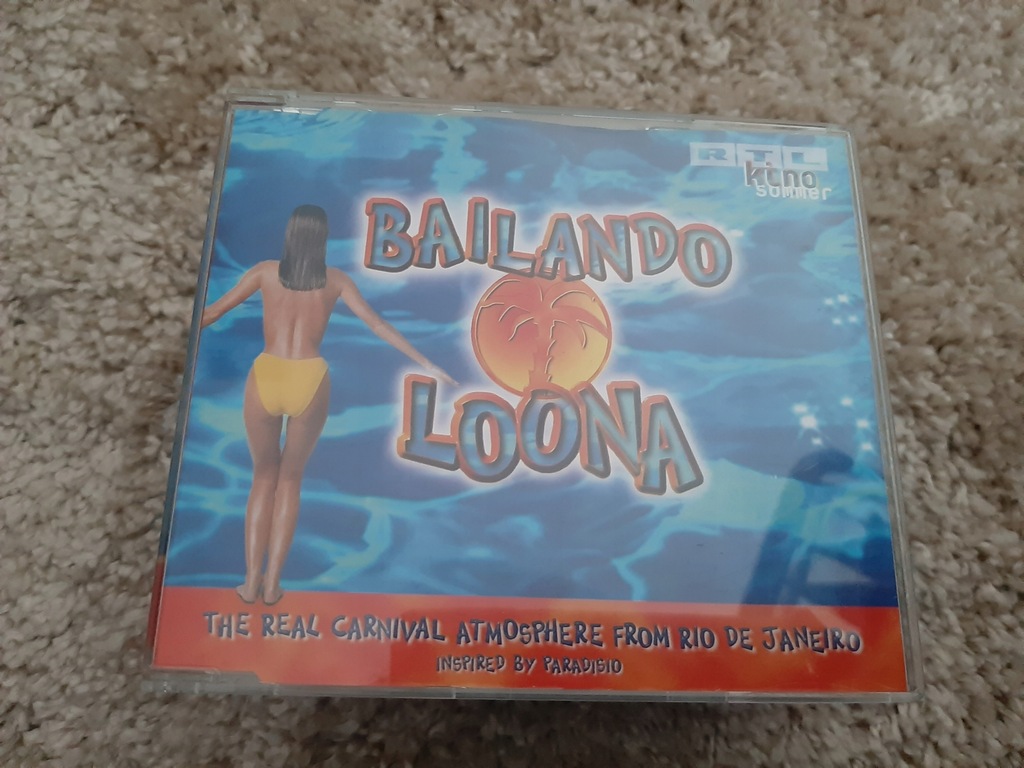 RTL
kino
sommer
BAILANDO
LOONA
THE REAL CARNIVAL ATMOSPHERE FROM RIO DE JANEIRO
INSPIRED BY PARADISIO